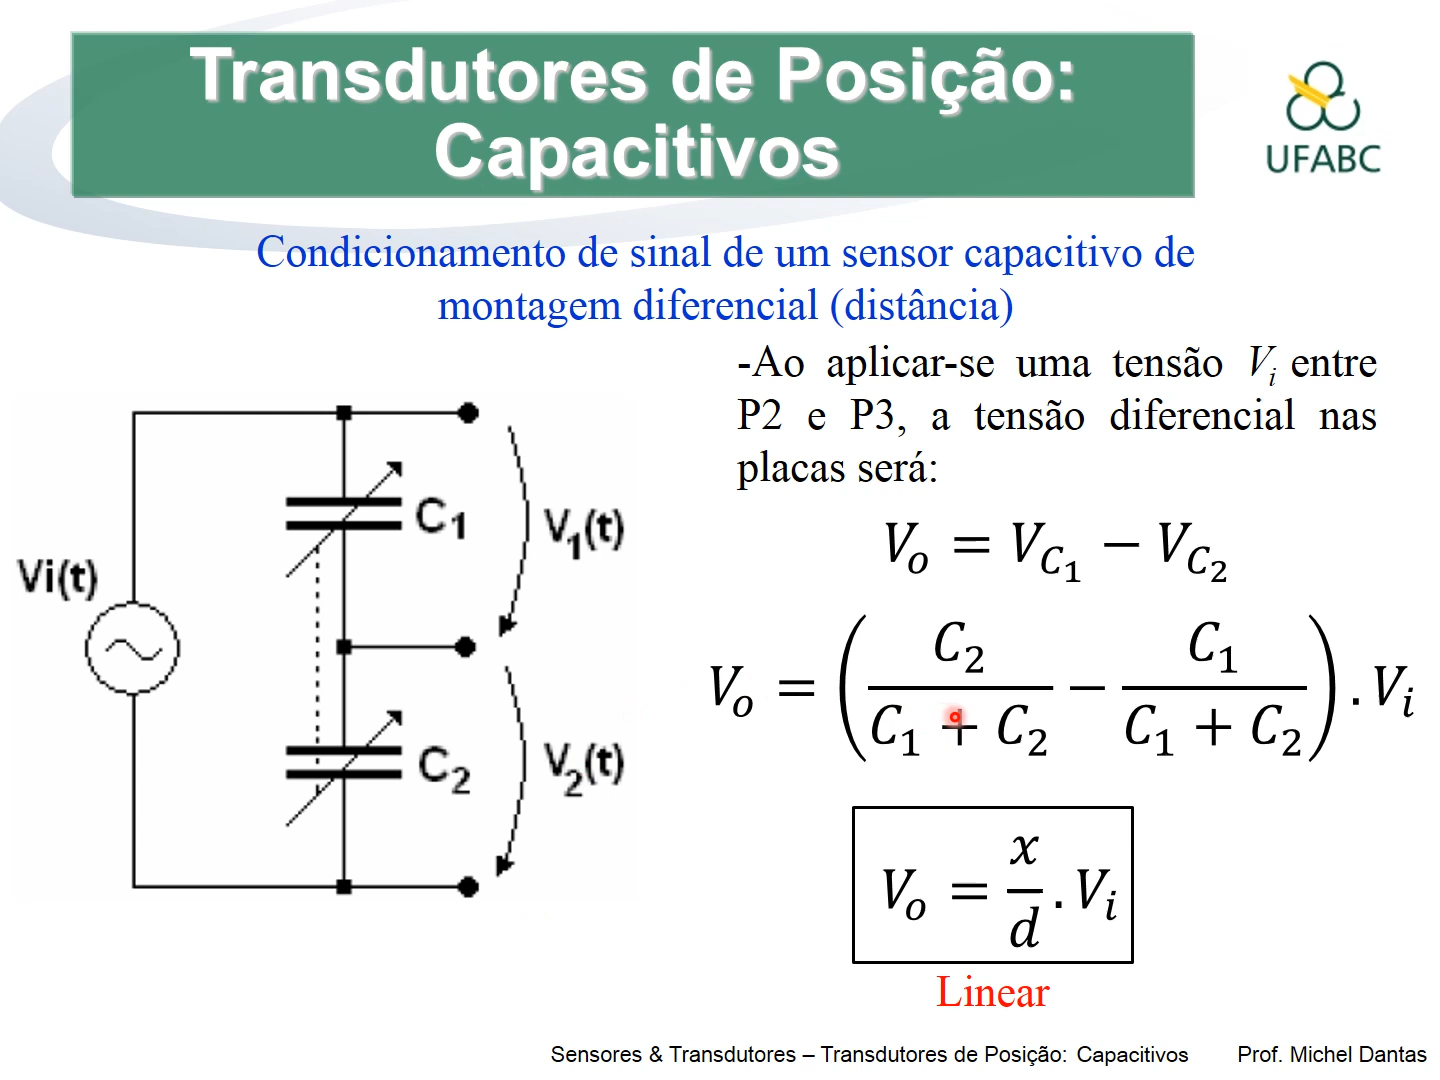 Transdutores de Posição:
Capacitivos
UFABC
Condicionamento de sinal de um sensor capacitivo de
montagem diferencial (distância)
-Ao aplicar-se uma tensão Vi entre
P2 e P3, a tensão diferencial nas
placas será:
Vo = VC1 − VC2
Vo = (C2/(C1 + C2) − C1/(C1 + C2)) . Vi
Vo = x/d . Vi
Linear
Vi(t)
C1
V1(t)
C2
V2(t)
Sensores & Transdutores – Transdutores de Posição: Capacitivos Prof. Michel Dantas